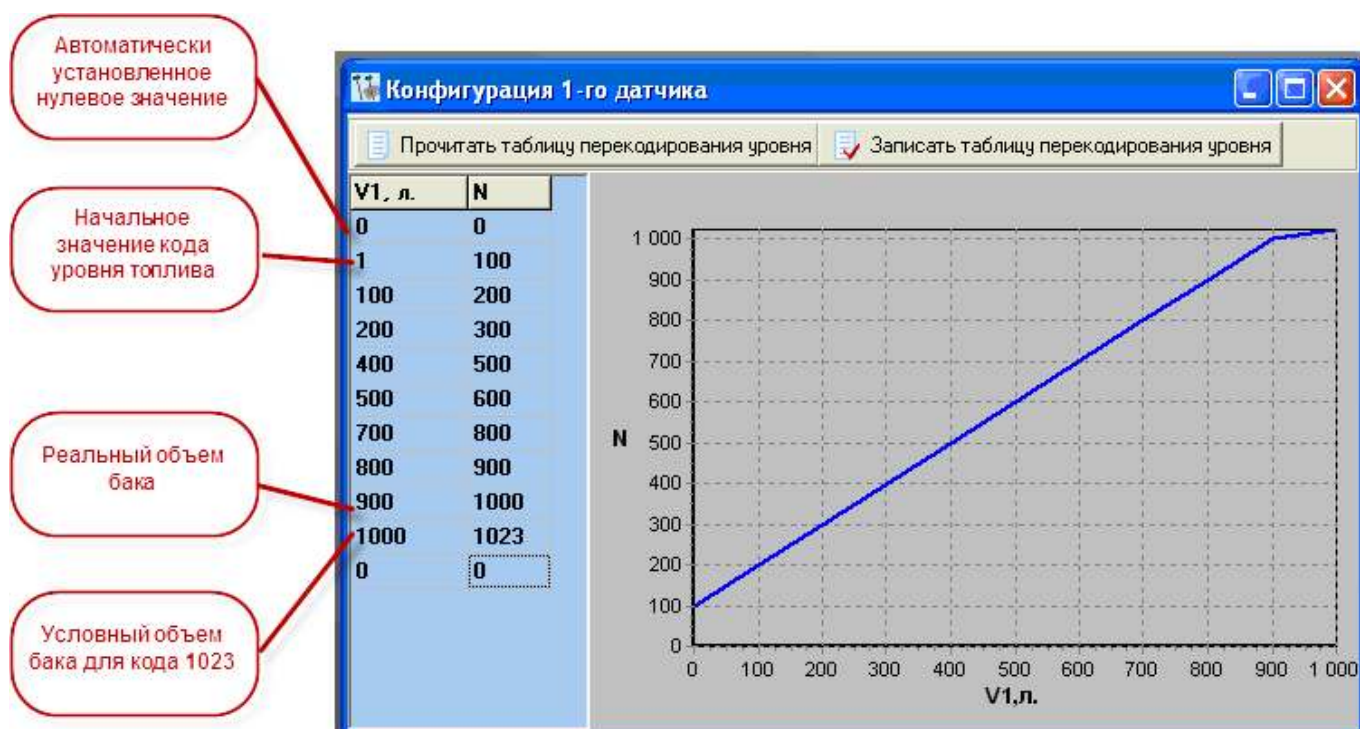 Автоматически
установленное
нулевое значение
Начальное
значение кода
уровня топлива
Реальный объем
бака
Условный объем
бака для кода 1023
Конфигурация 1-го датчика
Прочитать таблицу перекодирования уровня
Записать таблицу перекодирования уровня
V1, л. N
0 0
1 100
100 200
200 300
400 500
500 600
700 800
800 900
900 1000
1000 1023
0 0
1 000
900
800
700
600
N 500
400
300
200
100
0
0 100 200 300 400 500 600 700 800 900 1 000
V1,л.